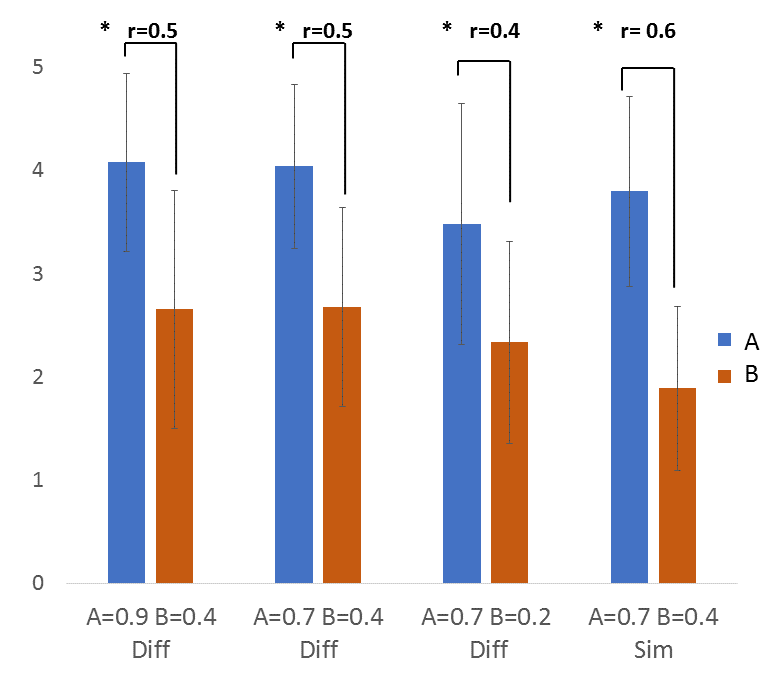 * r=0.5
* r=0.5
* r=0.4
* r= 0.6
5
4
3
2
1
0
A
B
A=0.9 B=0.4
Diff
A=0.7 B=0.4
Diff
A=0.7 B=0.2
Diff
A=0.7 B=0.4
Sim